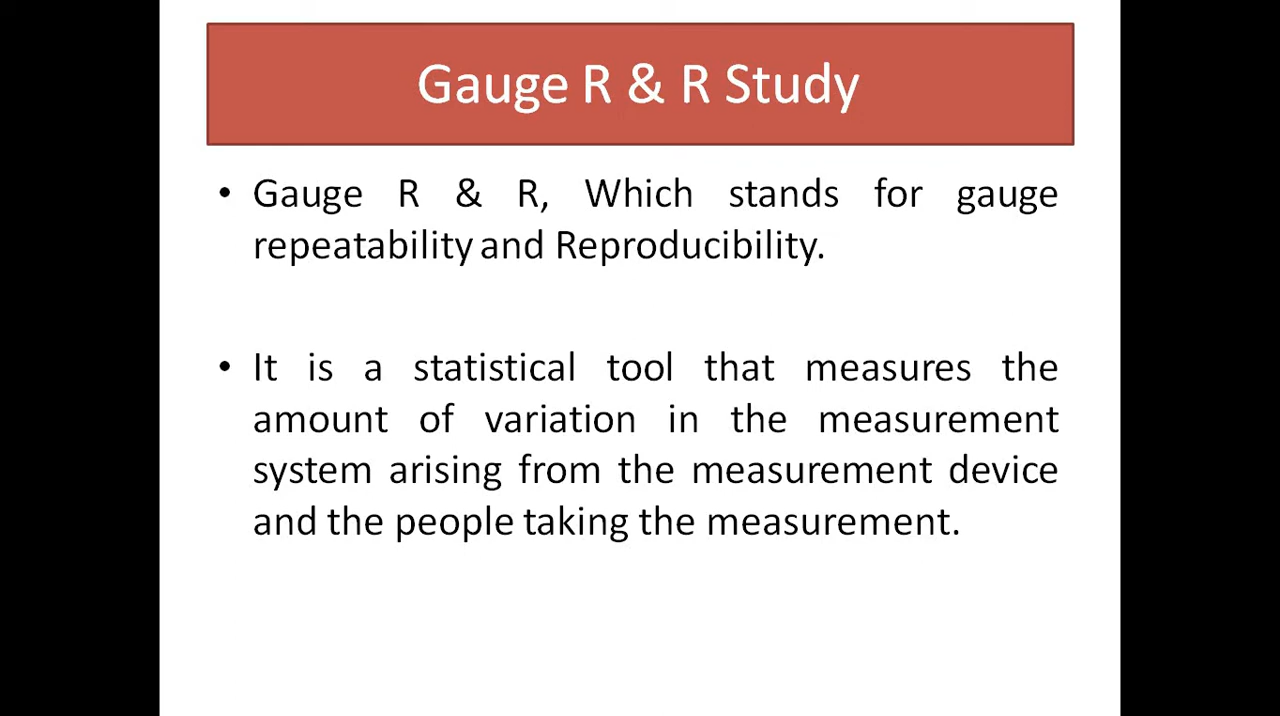 Gauge R & R Study
• Gauge R & R, Which stands for gauge
repeatability and Reproducibility.
• It is a statistical tool that measures the
amount of variation in the measurement
system arising from the measurement device
and the people taking the measurement.